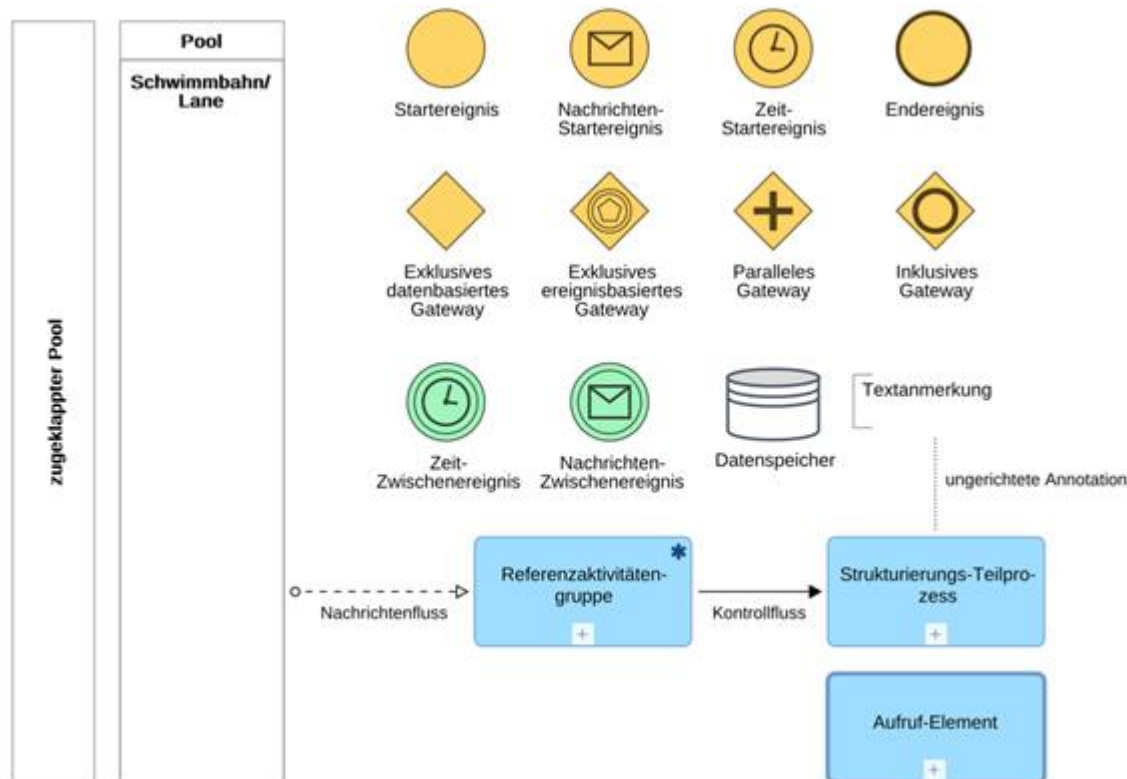 zugeklappter Pool
Pool
Schwimmbahn/
Lane
Startereignis
Nachrichten-
Startereignis
Zeit-
Startereignis
Endereignis
Exklusives
datenbasiertes
Gateway
Exklusives
ereignisbasiertes
Gateway
Paralleles
Gateway
Inklusives
Gateway
Zeit-
Zwischenereignis
Nachrichten-
Zwischenereignis
Datenspeicher
Textanmerkung
ungerichtete Annotation
Nachrichtenfluss
Referenzaktivitäten-
gruppe
Kontrollfluss
Strukturierungs-Teilpro-
zess
Aufruf-Element